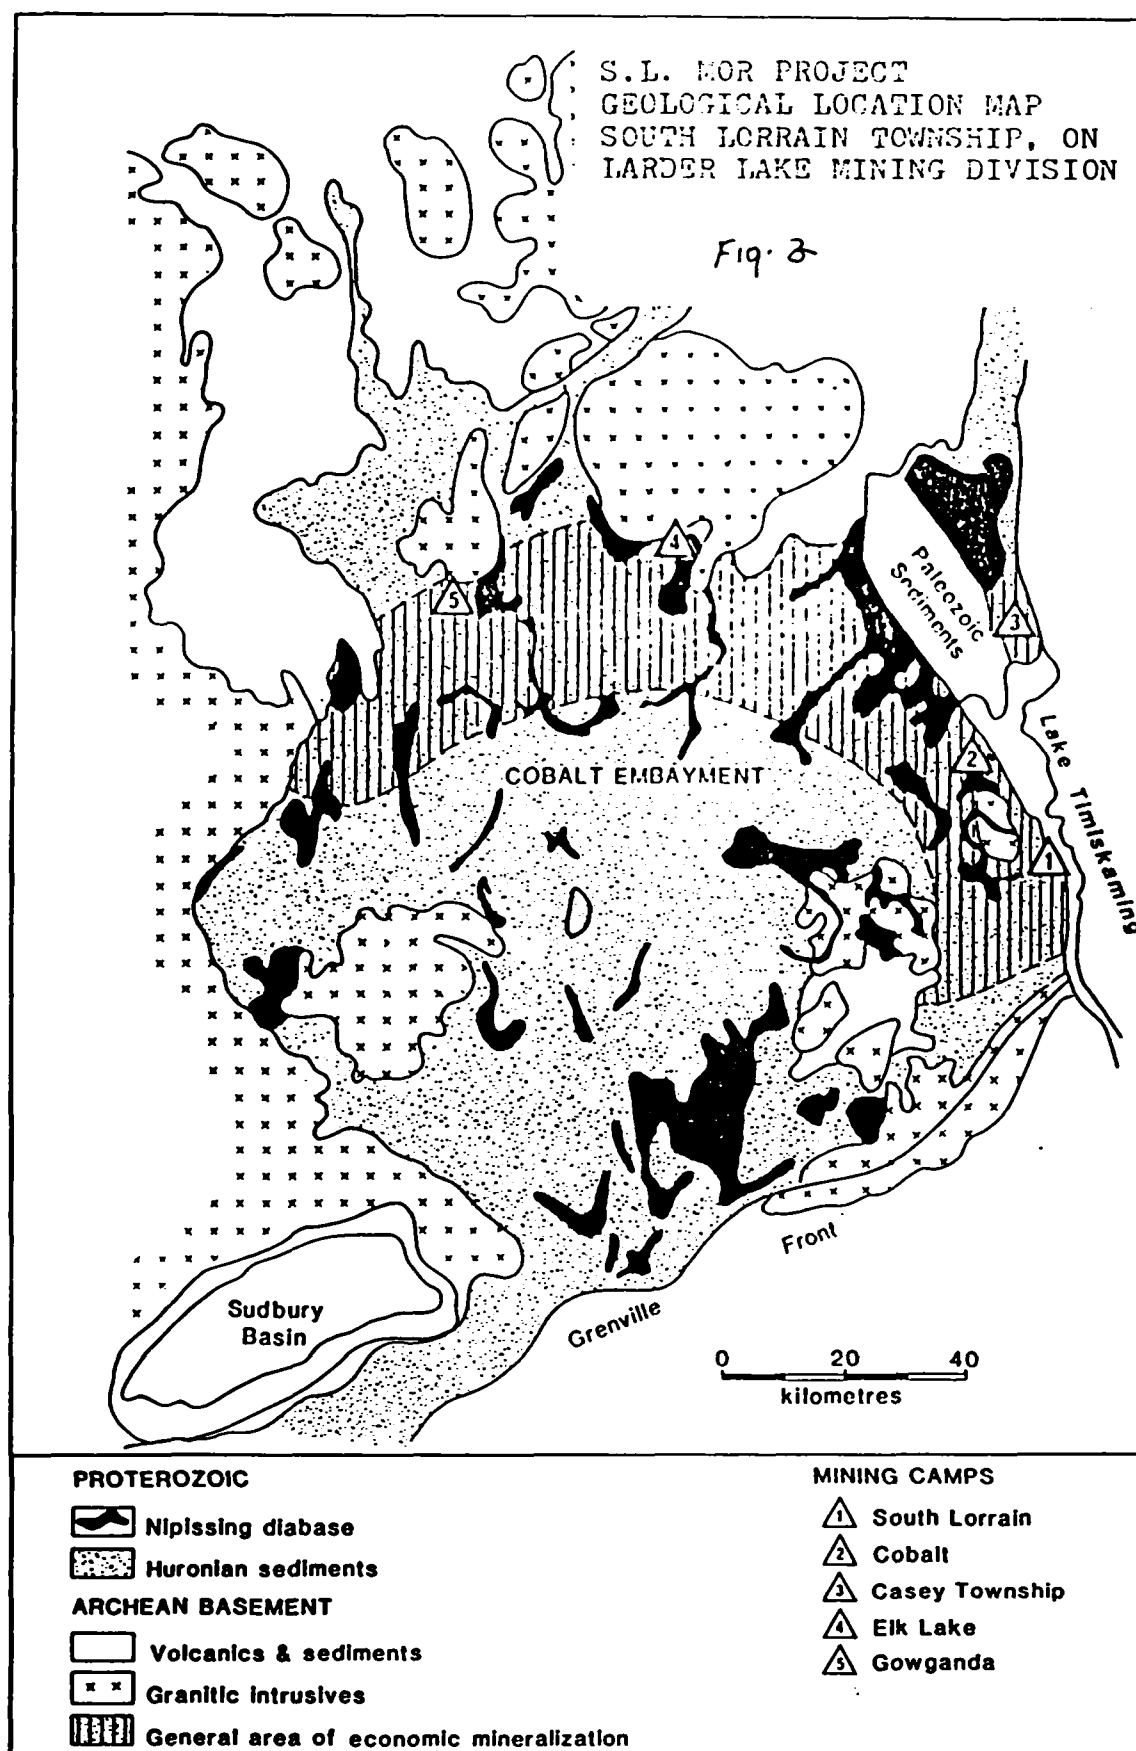 S.L. MOR PROJECT
GEOLOGICAL LOCATION MAP
SOUTH LORRAIN TOWNSHIP, ON
LARDER LAKE MINING DIVISION
Fig. 3
4
5
Paleozoic
Sediments
3
2
Lake Timiskaming
COBALT EMBAYMENT
1
Front
Grenville
Sudbury
Basin
0 20 40
kilometres
PROTEROZOIC
Nipissing diabase
Huronian sediments
ARCHEAN BASEMENT
Volcanics & sediments
Granitic intrusives
General area of economic mineralization
MINING CAMPS
1 South Lorrain
2 Cobalt
3 Casey Township
4 Elk Lake
5 Gowganda